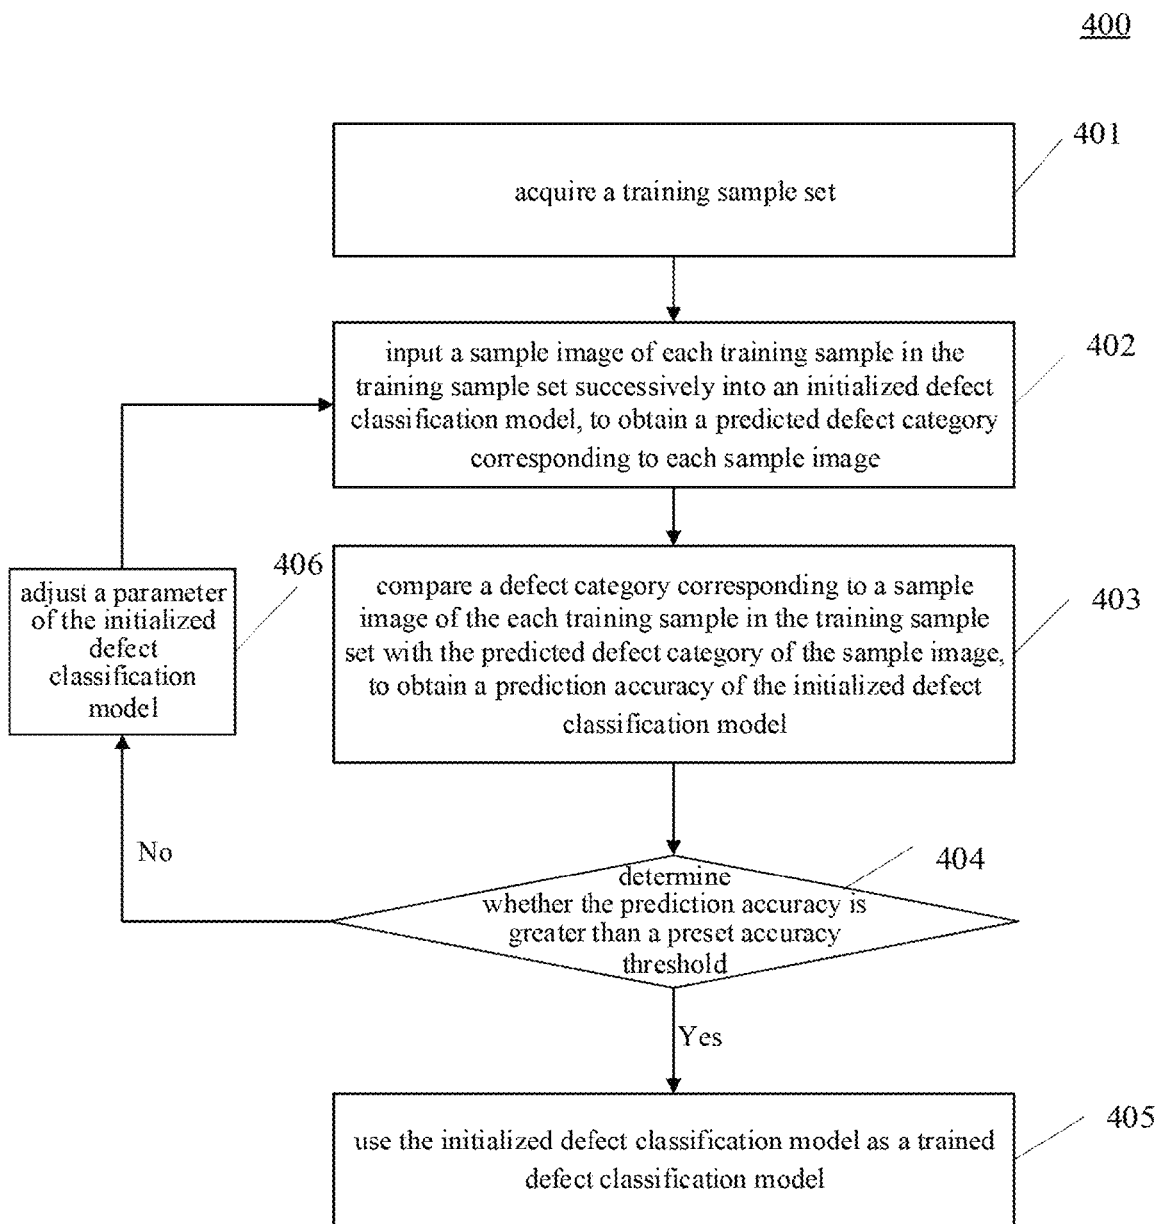 400
401
acquire a training sample set
402
input a sample image of each training sample in the
training sample set successively into an initialized defect
classification model, to obtain a predicted defect category
corresponding to each sample image
406
adjust a parameter
of the initialized
defect
classification
model
403
compare a defect category corresponding to a sample
image of the each training sample in the training sample
set with the predicted defect category of the sample image,
to obtain a prediction accuracy of the initialized defect
classification model
No
404
determine
whether the prediction accuracy is
greater than a preset accuracy
threshold
Yes
405
use the initialized defect classification model as a trained
defect classification model